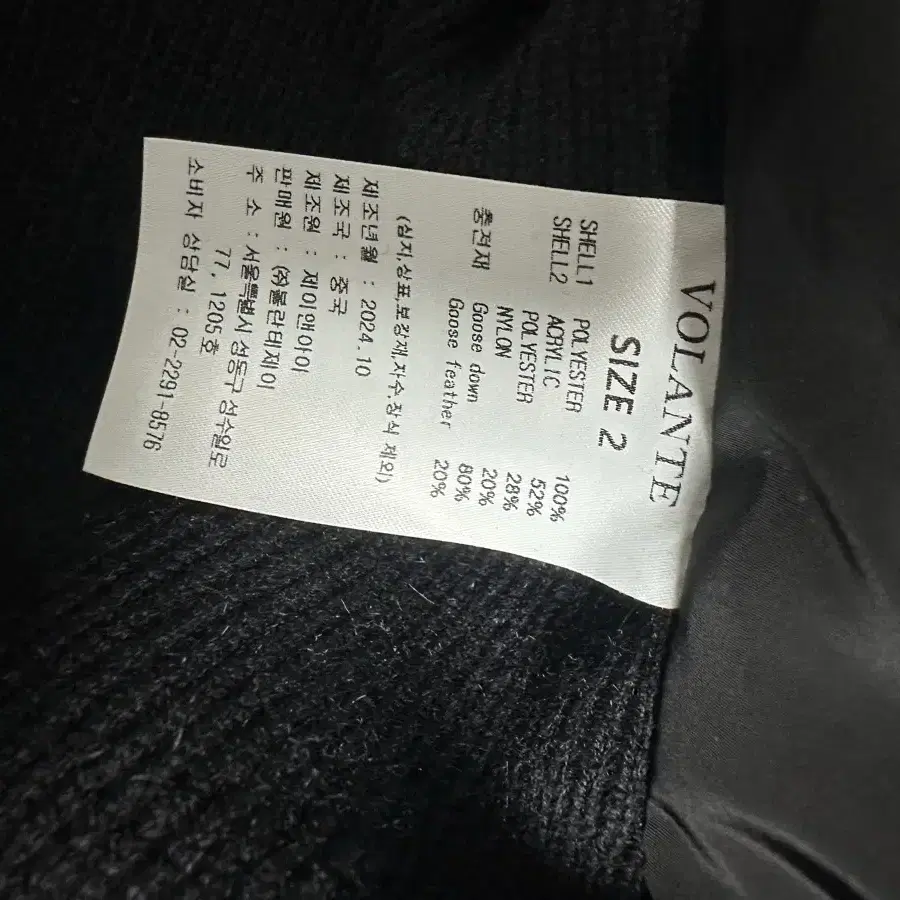 VOLANTE
SIZE 2
SHELL1 POLYESTER 100%
SHELL2 ACRYLIC 52%
POLYESTER 28%
NYLON 20%
충전재 Goose down 80%
Goose feather 20%
(심지,상표,보강재,자수,장식 제외)
제조년월 : 2024.10
제조국 : 중국
제조원 : 제이앤아이
판매원 : ㈜볼란테제이
주 소 : 서울특별시 성동구 성수일로
77, 1205호
소비자 상담실 : 02-2291-8576